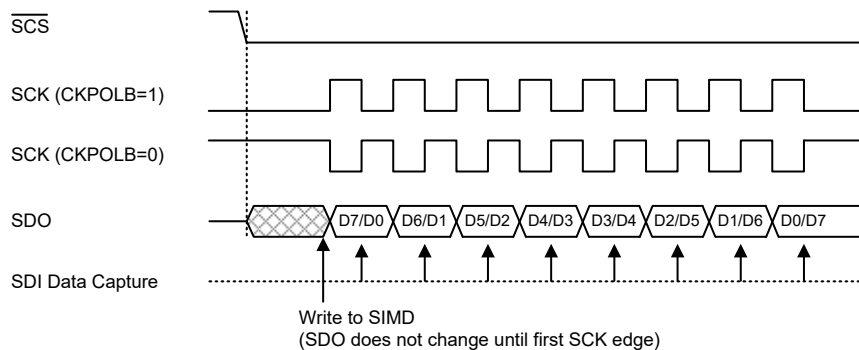 SCS
SCK (CKPOLB=1)
SCK (CKPOLB=0)
SDO
D7/D0 D6/D1 D5/D2 D4/D3 D3/D4 D2/D5 D1/D6 D0/D7
SDI Data Capture
Write to SIMD
(SDO does not change until first SCK edge)